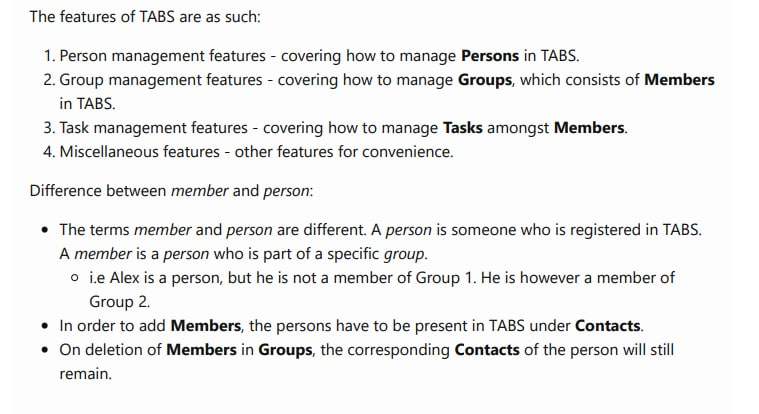 The features of TABS are as such:
1. Person management features - covering how to manage Persons in TABS.
2. Group management features - covering how to manage Groups, which consists of Members
in TABS.
3. Task management features - covering how to manage Tasks amongst Members.
4. Miscellaneous features - other features for convenience.
Difference between member and person:
• The terms member and person are different. A person is someone who is registered in TABS.
A member is a person who is part of a specific group.
○ i.e Alex is a person, but he is not a member of Group 1. He is however a member of
Group 2.
• In order to add Members, the persons have to be present in TABS under Contacts.
• On deletion of Members in Groups, the corresponding Contacts of the person will still
remain.